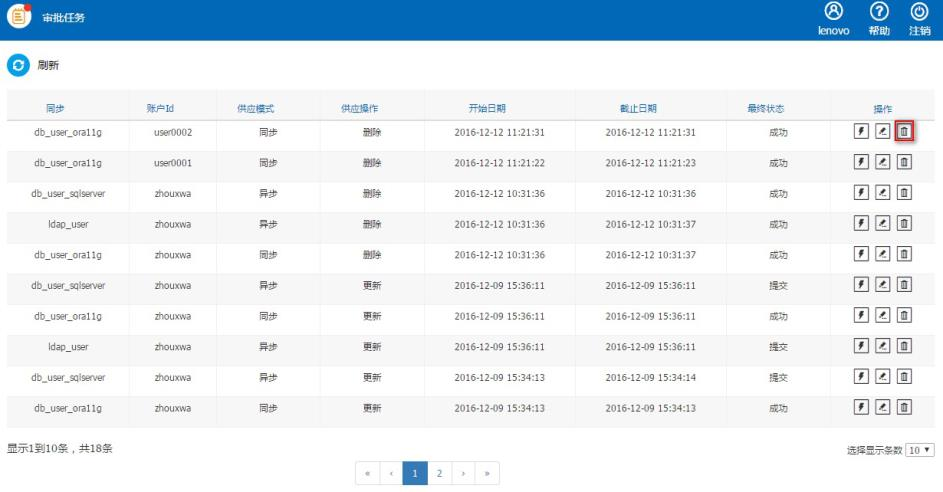 审批任务
lenovo 帮助 注销
刷新
同步 账户Id 供应模式 供应操作 开始日期 截止日期 最终状态 操作
db_user_ora11g user0002 同步 删除 2016-12-12 11:21:31 2016-12-12 11:21:31 成功
db_user_ora11g user0001 同步 删除 2016-12-12 11:21:22 2016-12-12 11:21:23 成功
db_user_sqlserver zhouxwa 异步 删除 2016-12-12 10:31:36 2016-12-12 10:31:36 成功
ldap_user zhouxwa 异步 删除 2016-12-12 10:31:36 2016-12-12 10:31:37 成功
db_user_ora11g zhouxwa 同步 删除 2016-12-12 10:31:36 2016-12-12 10:31:37 成功
db_user_sqlserver zhouxwa 异步 更新 2016-12-09 15:36:11 2016-12-09 15:36:11 提交
db_user_ora11g zhouxwa 同步 更新 2016-12-09 15:36:11 2016-12-09 15:36:11 成功
ldap_user zhouxwa 异步 更新 2016-12-09 15:36:11 2016-12-09 15:36:11 提交
db_user_sqlserver zhouxwa 异步 更新 2016-12-09 15:34:13 2016-12-09 15:34:14 提交
db_user_ora11g zhouxwa 同步 更新 2016-12-09 15:34:13 2016-12-09 15:34:13 成功
显示1到10条，共18条 选择显示条数 10
« ‹ 1 2 › »